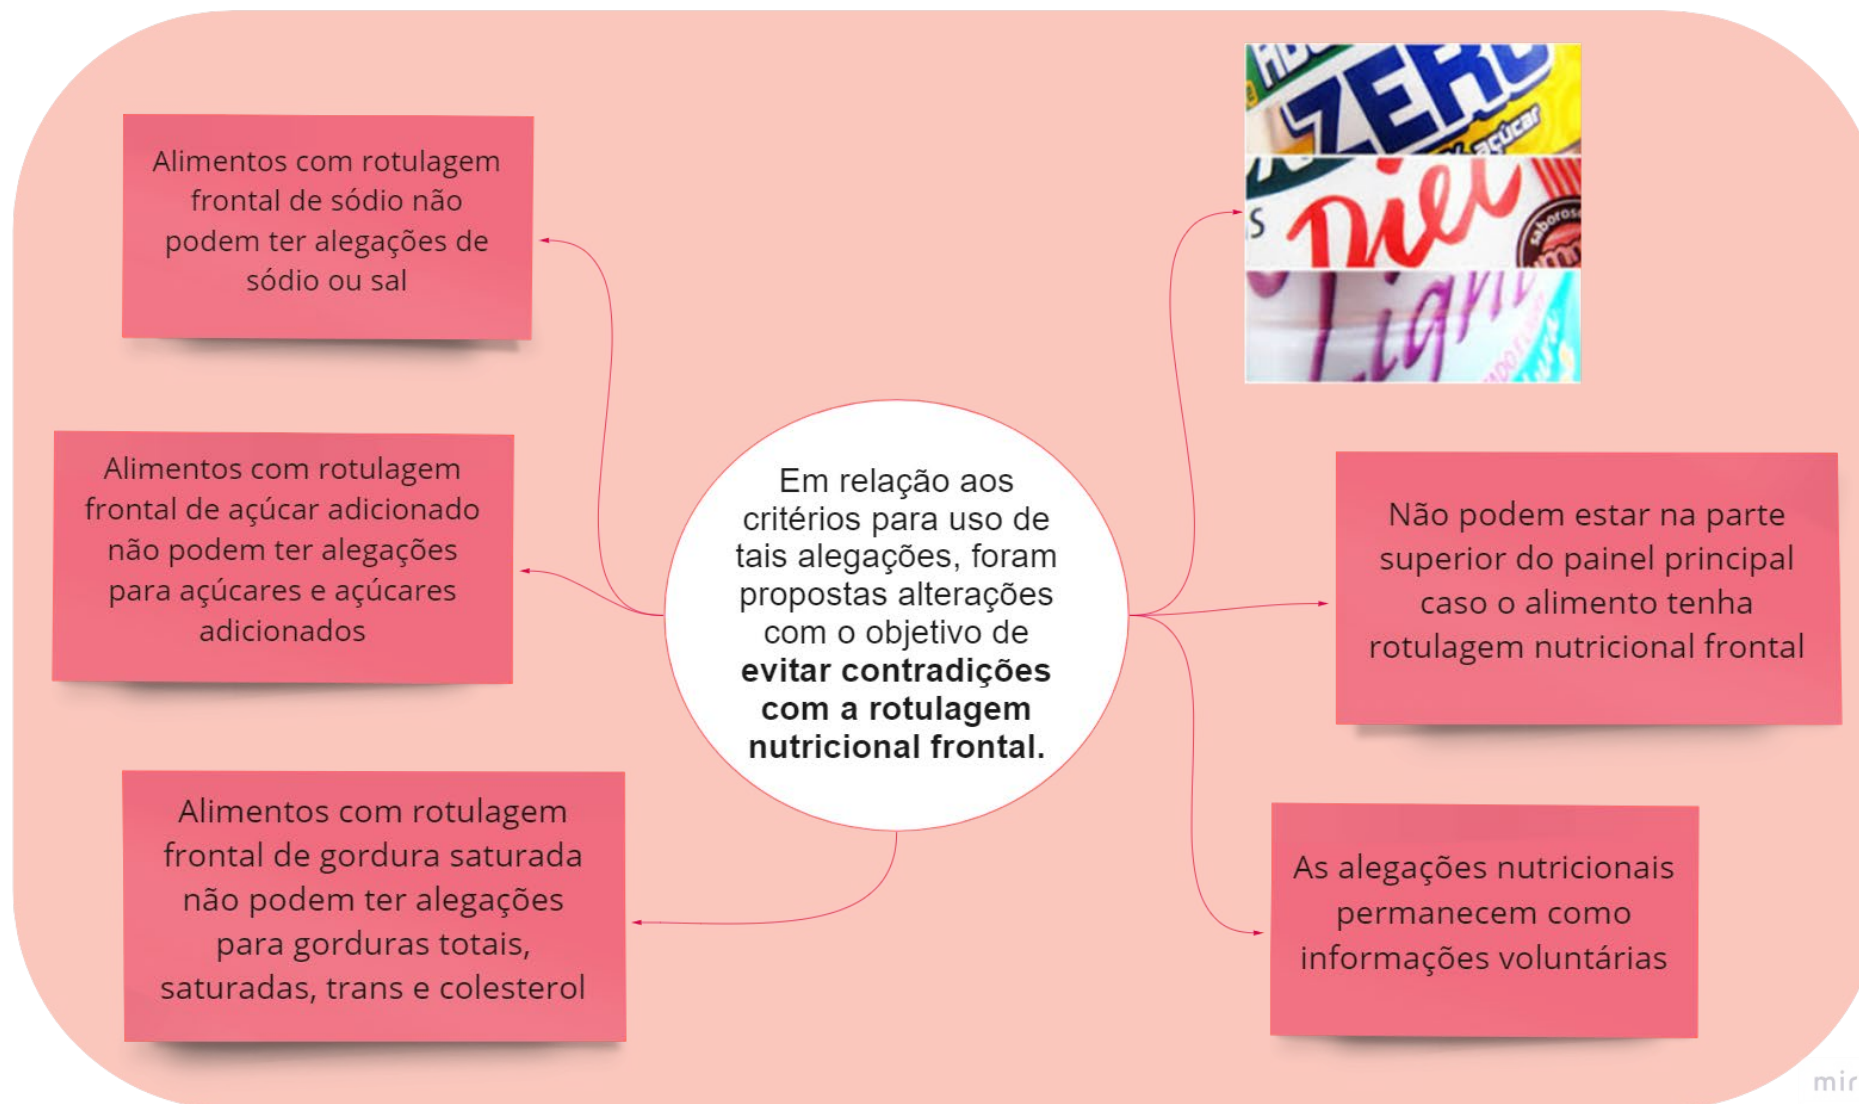 Alimentos com rotulagem
frontal de sódio não
podem ter alegações de
sódio ou sal
Alimentos com rotulagem
frontal de açúcar adicionado
não podem ter alegações
para açúcares e açúcares
adicionados
Alimentos com rotulagem
frontal de gordura saturada
não podem ter alegações
para gorduras totais,
saturadas, trans e colesterol
Em relação aos
critérios para uso de
tais alegações, foram
propostas alterações
com o objetivo de
evitar contradições
com a rotulagem
nutricional frontal.
ZERO
açúcar
Diet
Light
Não podem estar na parte
superior do painel principal
caso o alimento tenha
rotulagem nutricional frontal
As alegações nutricionais
permanecem como
informações voluntárias
mir